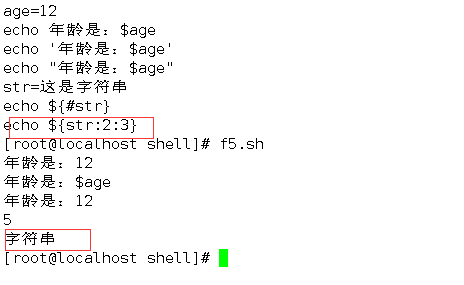 age=12
echo 年龄是：$age
echo '年龄是：$age'
echo "年龄是：$age"
str=这是字符串
echo ${#str}
echo ${str:2:3}
[root@localhost shell]# f5.sh
年龄是：12
年龄是：$age
年龄是：12
5
字符串
[root@localhost shell]#